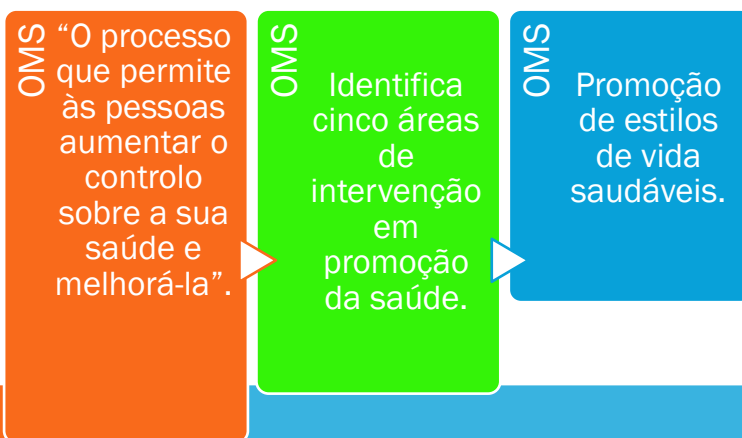 OMS
“O processo
que permite
às pessoas
aumentar o
controlo
sobre a sua
saúde e
melhorá-la”.
OMS
Identifica
cinco áreas
de
intervenção
em
promoção
da saúde.
OMS
Promoção
de estilos
de vida
saudáveis.